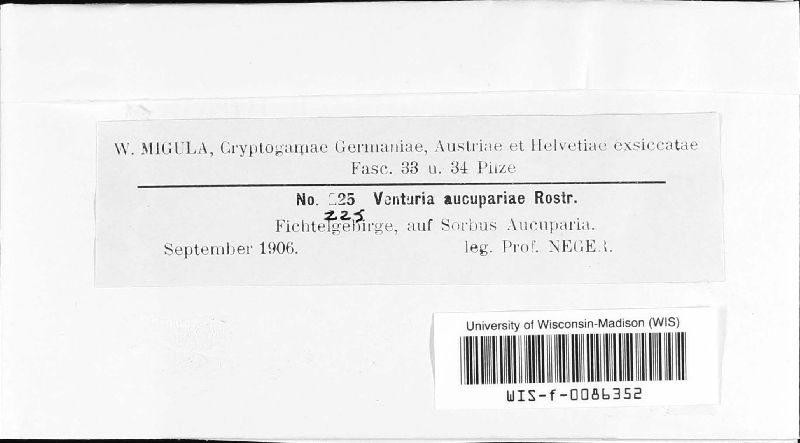 W. MIGULA, Cryptogamae Germaniae, Austriae et Helvetiae exsiccatae
Fasc. 33 u. 34 Pilze
No. 225 Venturia aucupariae Rostr.
225
Fichtelgebirge, auf Sorbus Aucuparia.
September 1906. leg. Prof. NEGER.
University of Wisconsin-Madison (WIS)
WIS-f-0086352